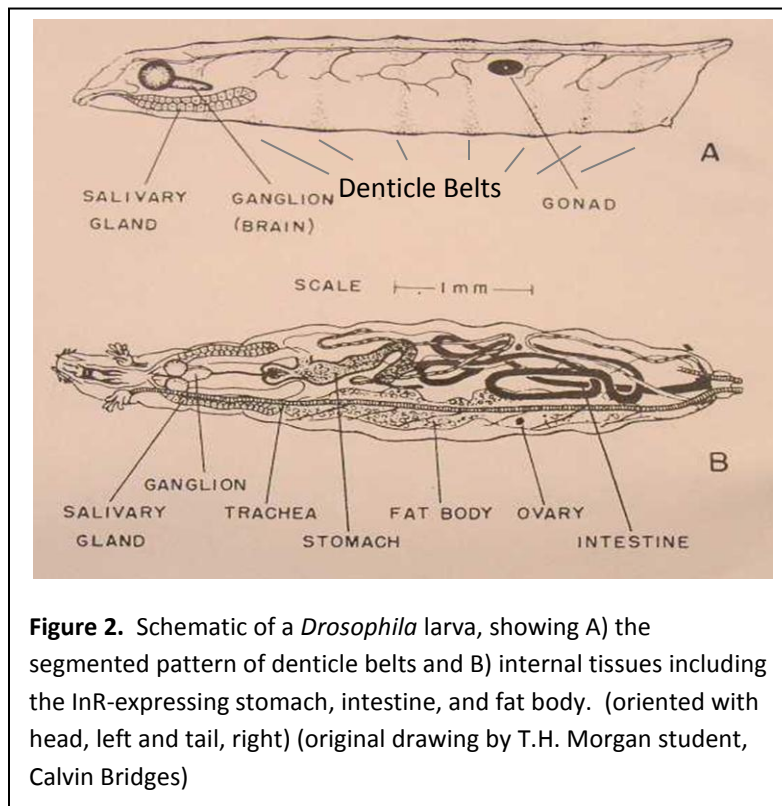 SALIVARY GLAND
GANGLION (BRAIN)
Denticle Belts
GONAD
A
SCALE 1 mm
B
GANGLION
SALIVARY GLAND
TRACHEA
STOMACH
FAT BODY
OVARY
INTESTINE
Figure 2. Schematic of a Drosophila larva, showing A) the
segmented pattern of denticle belts and B) internal tissues including
the InR-expressing stomach, intestine, and fat body. (oriented with
head, left and tail, right) (original drawing by T.H. Morgan student,
Calvin Bridges)